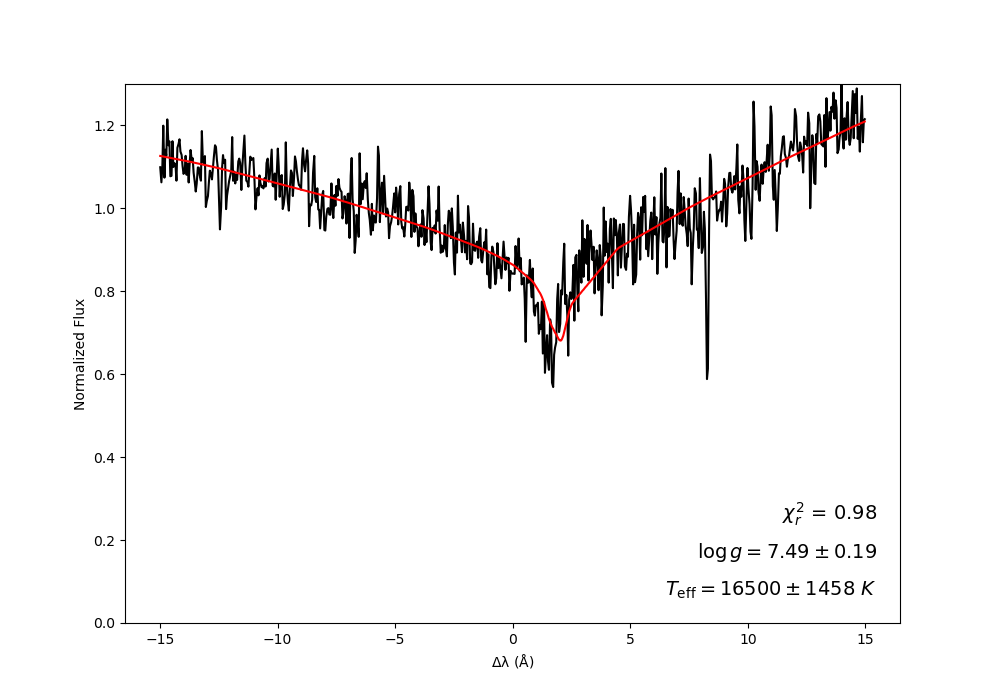 1.2
1.0
0.8
0.6
0.4
0.2
0.0
Normalized Flux
χ²ᵣ = 0.98
log g = 7.49 ± 0.19
T_eff = 16500 ± 1458 K
−15 −10 −5 0 5 10 15
Δλ (Å)